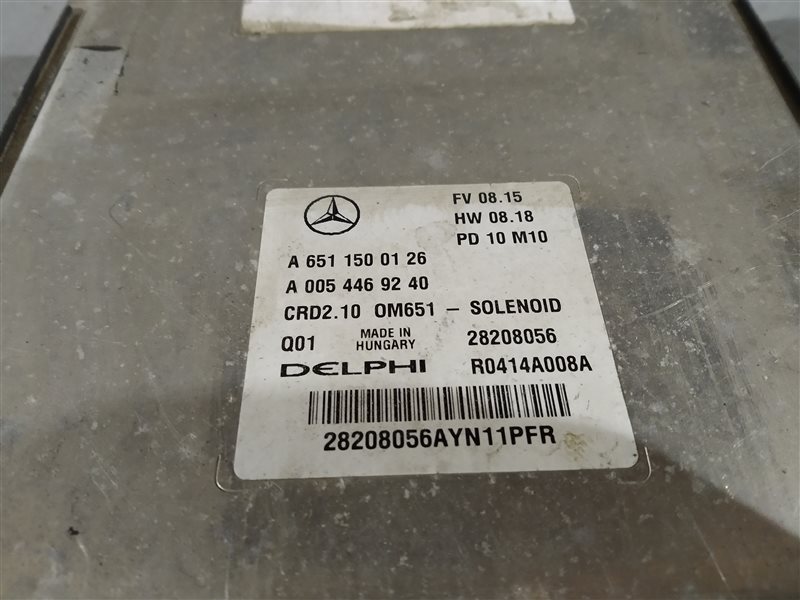 FV 08.15
HW 08.18
PD 10 M10
A 651 150 01 26
A 005 446 92 40
CRD2.10 OM651 - SOLENOID
Q01 MADE IN HUNGARY 28208056
DELPHI R0414A008A
28208056AYN11PFR